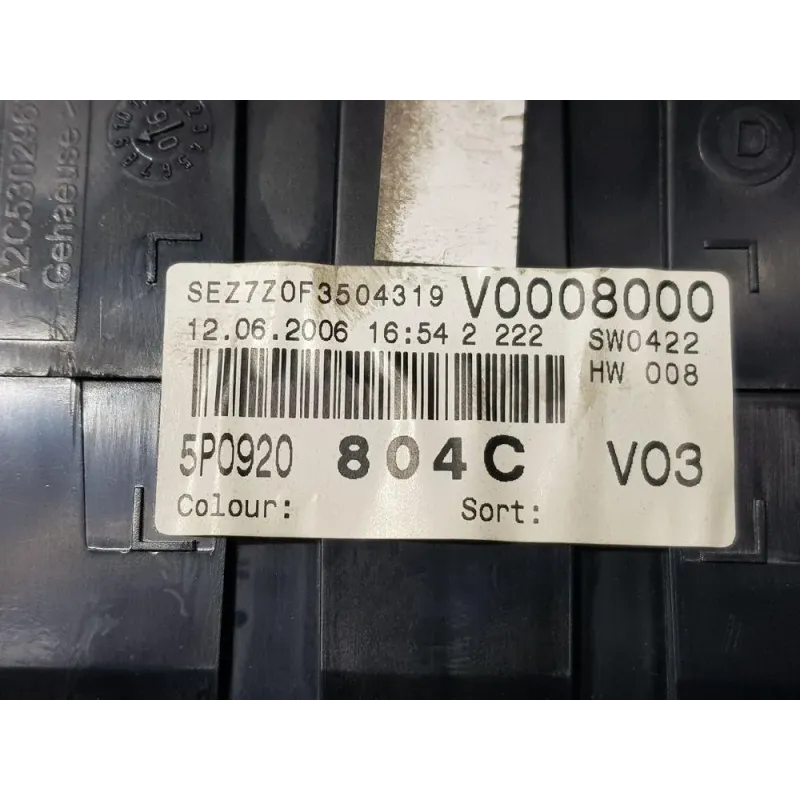 A2C530296
Gehaeuse >
D
SEZ7Z0F3504319 V0008000
12.06.2006 16:54 2 222 SW0422
HW 008
5P0920 804C V03
Colour: Sort: